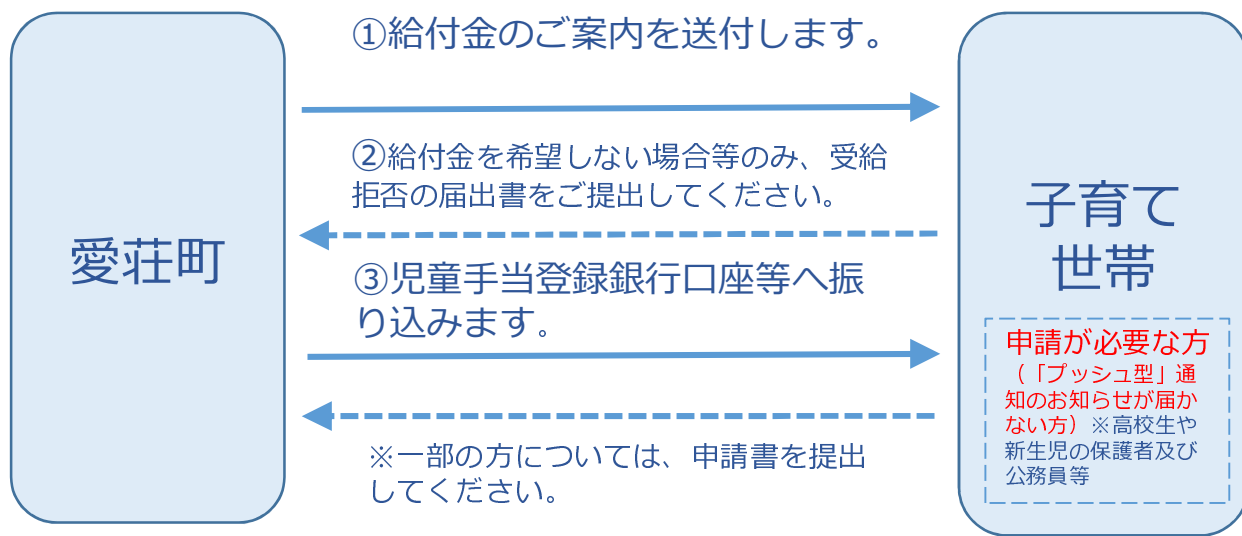 愛荘町
①給付金のご案内を送付します。
②給付金を希望しない場合等のみ、受給
拒否の届出書をご提出してください。
③児童手当登録銀行口座等へ振
り込みます。
※一部の方については、申請書を提出
してください。
子育て
世帯
申請が必要な方
（「プッシュ型」通
知のお知らせが届か
ない方）※高校生や
新生児の保護者及び
公務員等